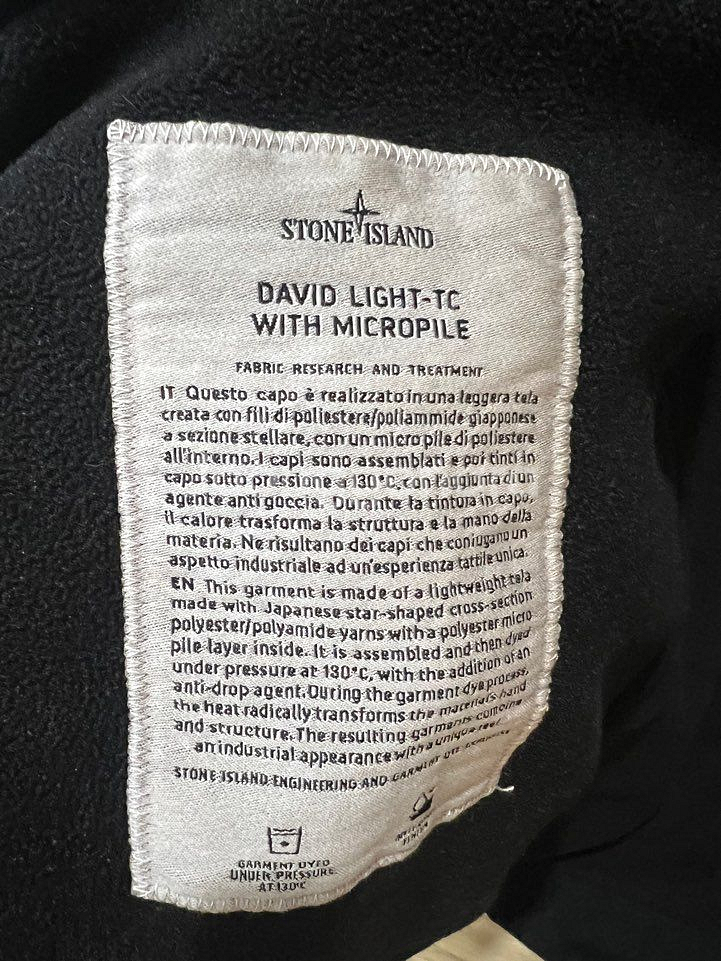 STONE ISLAND
DAVID LIGHT-TC
WITH MICROPILE
FABRIC RESEARCH AND TREATMENT
IT Questo capo è realizzato in una leggera tela
creata con fili di poliestere/poliammide giapponese
a sezione stellare, con un micro pile di poliestere
all'interno. I capi sono assemblati e poi tinti in
capo sotto pressione a 130°C, con l'aggiunta di un
agente anti goccia. Durante la tintura in capo,
il calore trasforma la struttura e la mano della
materia. Ne risultano dei capi che coniugano un
aspetto industriale ad un'esperienza tattile unica.
EN This garment is made of a lightweight tela
made with Japanese star-shaped cross-section
polyester/polyamide yarns with a polyester micro
pile layer inside. It is assembled and then dyed
under pressure at 130°C, with the addition of an
anti-drop agent. During the garment dye process,
the heat radically transforms the material's hand
and structure. The resulting garments combine
an industrial appearance with a unique feel
STONE ISLAND ENGINEERING AND GARMENT DYE
GARMENT DYED
UNDER PRESSURE
AT 130°C